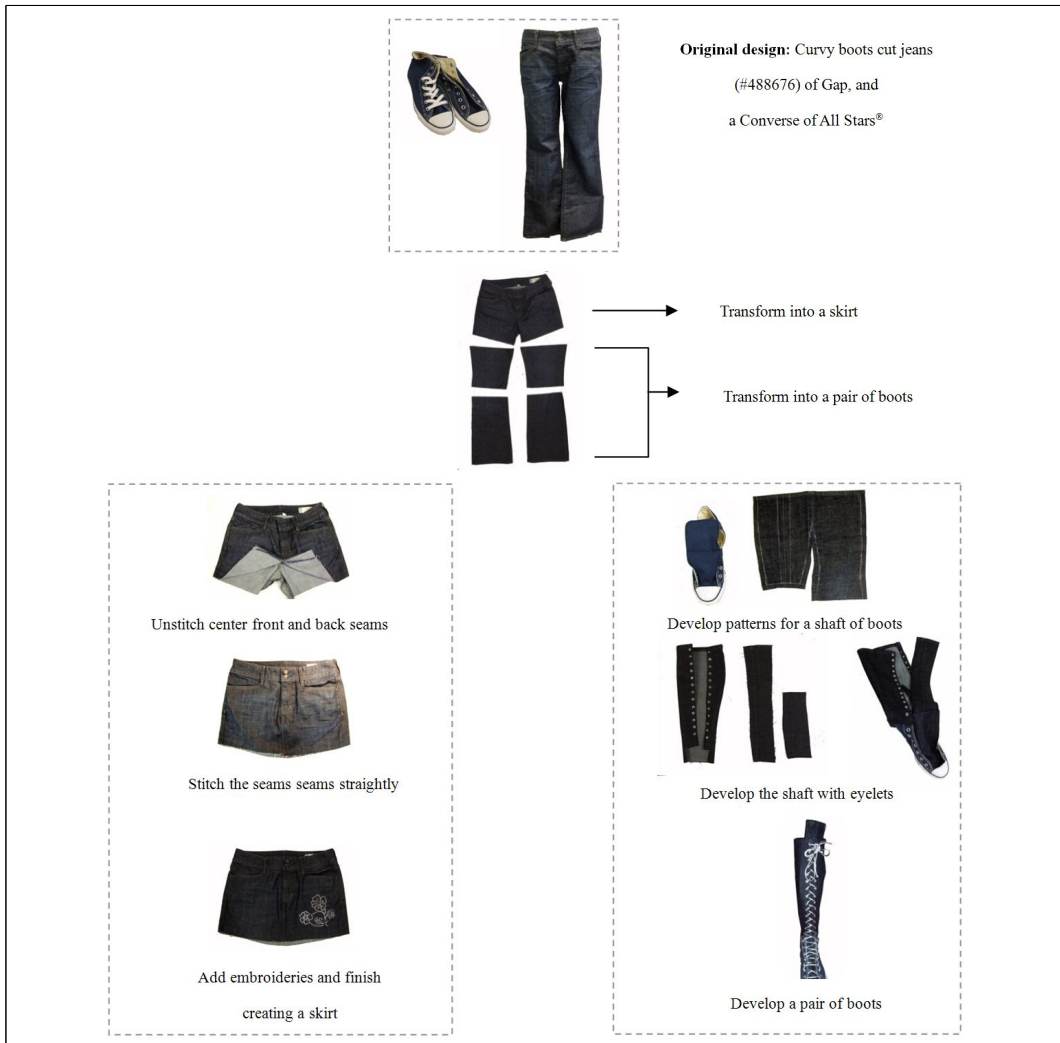 Original design: Curvy boots cut jeans
(#488676) of Gap, and
a Converse of All Stars®
Transform into a skirt
Transform into a pair of boots
Unstitch center front and back seams
Stitch the seams seams straightly
Add embroideries and finish
creating a skirt
Develop patterns for a shaft of boots
Develop the shaft with eyelets
Develop a pair of boots